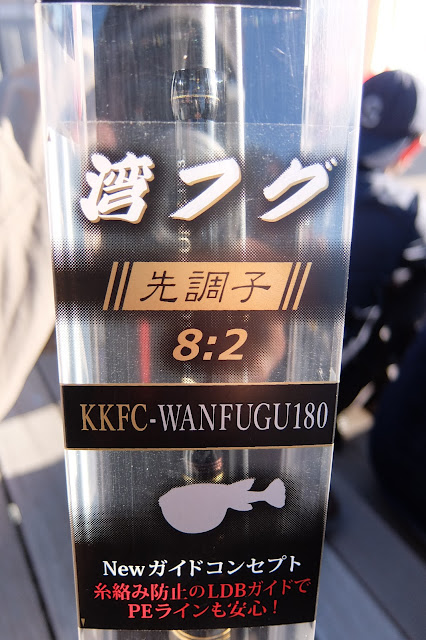 湾フグ
先調子
8:2
KKFC-WANFUGU180
Newガイドコンセプト
糸絡み防止のLDBガイドで
PEラインも安心!